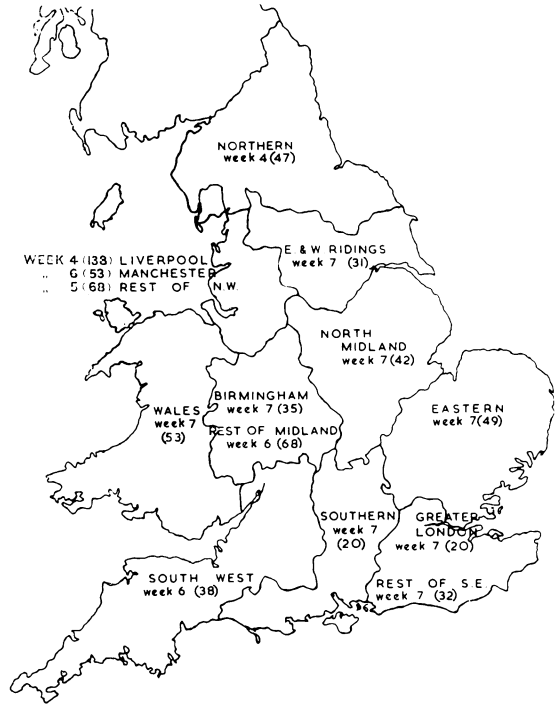 NORTHERN
week 4 (47)
WEEK 4 (138) LIVERPOOL
„ 6 (53) MANCHESTER
„ 5 (68) REST OF N.W.
E & W RIDINGS
week 7 (31)
NORTH
MIDLAND
week 7 (42)
BIRMINGHAM
week 7 (35)
REST OF MIDLAND
week 6 (68)
WALES
week 7
(53)
EASTERN
week 7 (49)
SOUTHERN
week 7
(20)
GREATER
LONDON
week 7 (20)
SOUTH WEST
week 6 (38)
REST OF S.E.
week 7 (32)